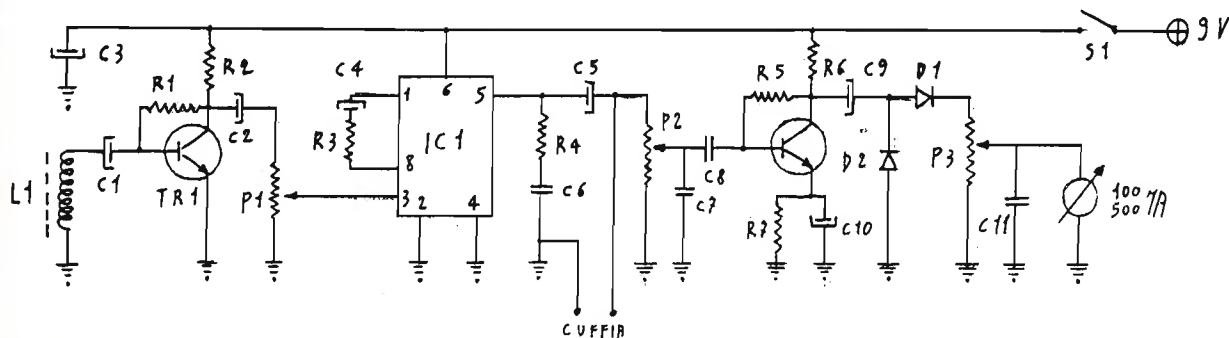 9 V
S1
C3
R2
R1
C4
6
1
5
C5
R5
R6
C9
D1
C2
R3
IC1
R4
P2
8
L1
C1
TR1
P1
3
2
4
C6
C8
C7
D2
P3
R7
C10
C11
100
500 µA
CUFFIA